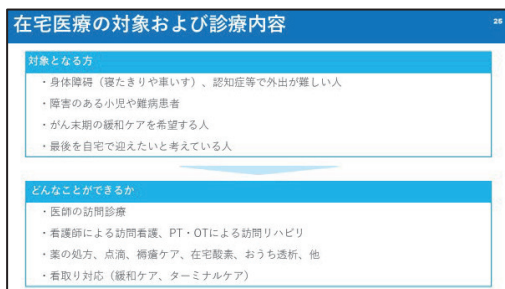 在宅医療の対象および診療内容
25
対象となる方
・身体障碍（寝たきりや車いす）、認知症等で外出が難しい人
・障害のある小児や難病患者
・がん末期の緩和ケアを希望する人
・最後を自宅で迎えたいと考えている人
どんなことができるか
・医師の訪問診療
・看護師による訪問看護、PT・OTによる訪問リハビリ
・薬の処方、点滴、褥瘡ケア、在宅酸素、おうち透析、他
・看取り対応（緩和ケア、ターミナルケア）